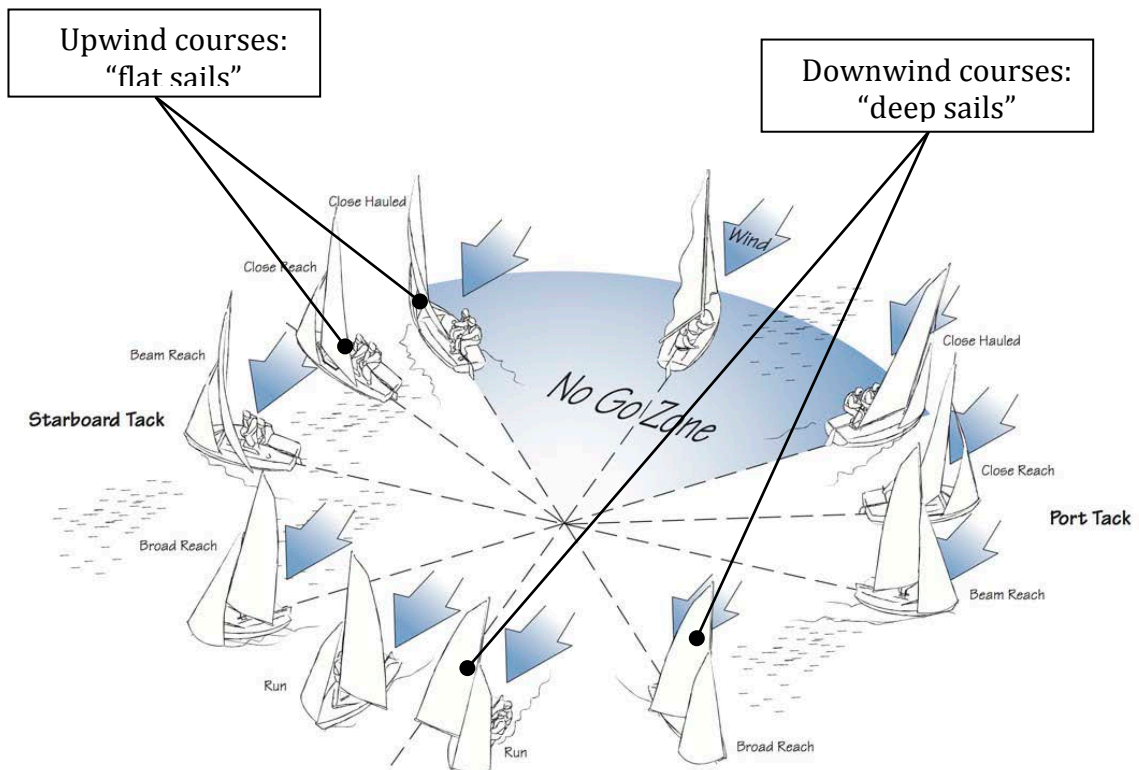 Upwind courses:
“flat sails”
Downwind courses:
“deep sails”
Close Hauled
Wind
Close Reach
Close Hauled
Beam Reach
No Go Zone
Starboard Tack
Close Reach
Port Tack
Broad Reach
Beam Reach
Run
Run
Broad Reach